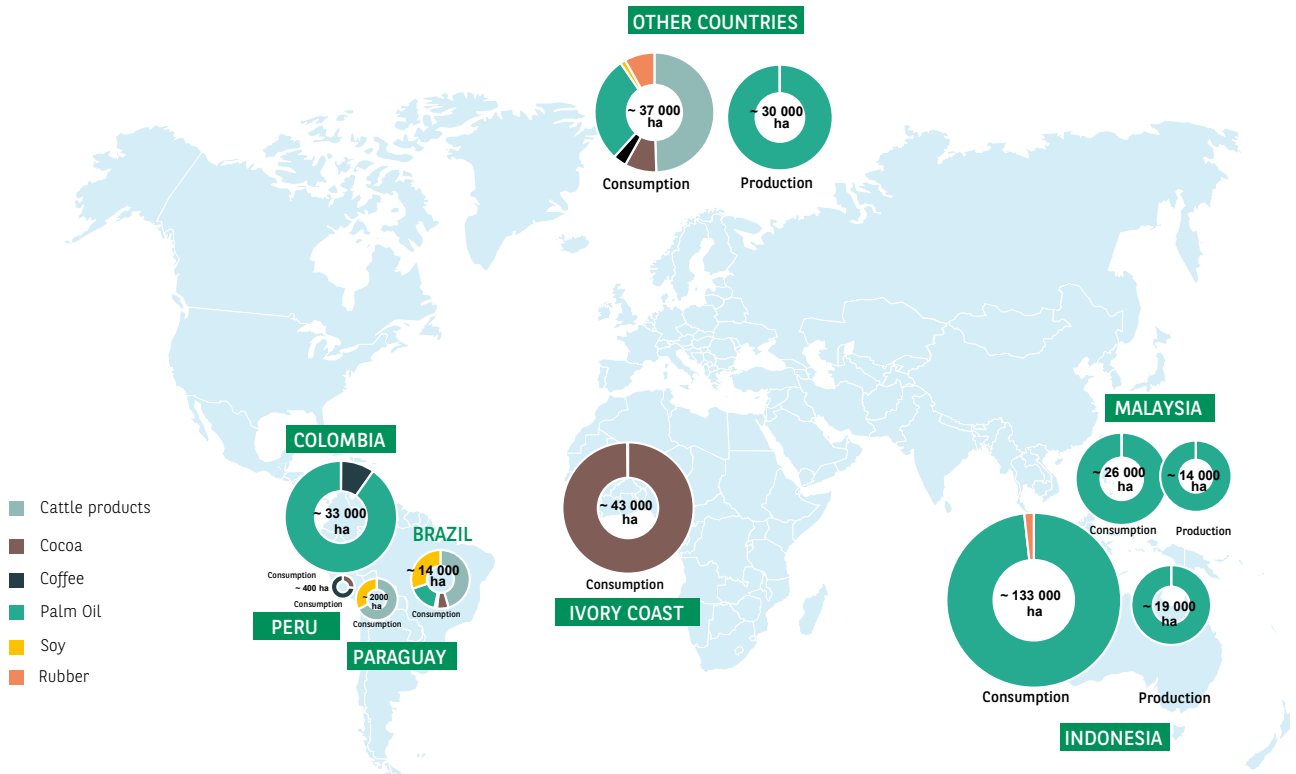 OTHER COUNTRIES
~ 37 000
ha
~ 30 000
ha
Consumption
Production
MALAYSIA
~ 26 000
ha
~ 14 000
ha
Consumption
Production
COLOMBIA
~ 33 000
ha
Consumption
BRAZIL
~ 14 000
ha
Consumption
~ 400 ha
Consumption
PERU
~ 2000
ha
Consumption
PARAGUAY
~ 43 000
ha
Consumption
IVORY COAST
~ 133 000
ha
~ 19 000
ha
Consumption
Production
INDONESIA
Cattle products
Cocoa
Coffee
Palm Oil
Soy
Rubber